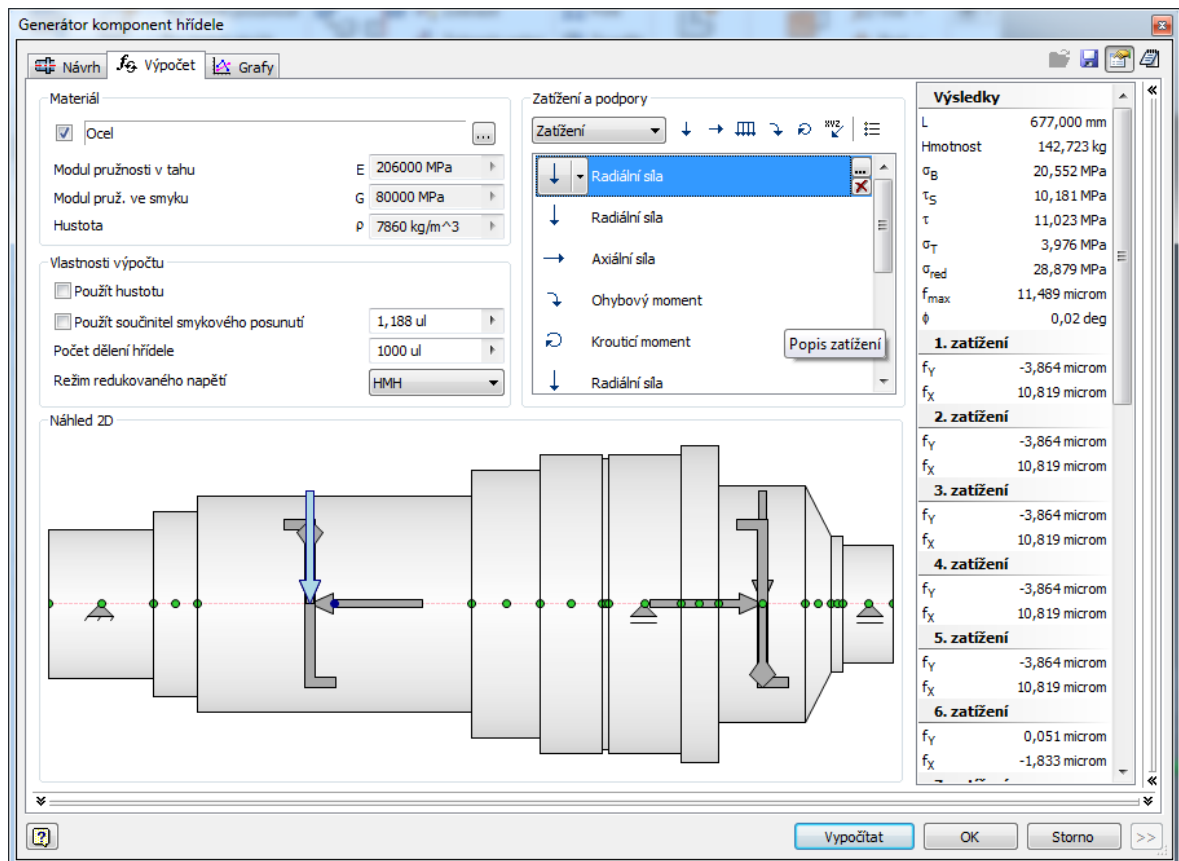 Generátor komponent hřídele
Návrh
Výpočet
Grafy
Materiál
Ocel
...
Modul pružnosti v tahu E 206000 MPa
Modul pruž. ve smyku G 80000 MPa
Hustota ρ 7860 kg/m^3
Vlastnosti výpočtu
Použít hustotu
Použít součinitel smykového posunutí 1,188 ul
Počet dělení hřídele 1000 ul
Režim redukovaného napětí HMH
Zatížení a podpory
Zatížení
XYZ
Radiální síla
...
Radiální síla
Axiální síla
Ohybový moment
Krouticí moment
Popis zatížení
Radiální síla
Náhled 2D
Výsledky
L 677,000 mm
Hmotnost 142,723 kg
σB 20,552 MPa
τS 10,181 MPa
τ 11,023 MPa
σT 3,976 MPa
σred 28,879 MPa
fmax 11,489 microm
ϕ 0,02 deg
1. zatížení
fY -3,864 microm
fX 10,819 microm
2. zatížení
fY -3,864 microm
fX 10,819 microm
3. zatížení
fY -3,864 microm
fX 10,819 microm
4. zatížení
fY -3,864 microm
fX 10,819 microm
5. zatížení
fY -3,864 microm
fX 10,819 microm
6. zatížení
fY 0,051 microm
fX -1,833 microm
?
Vypočítat
OK
Storno
>>